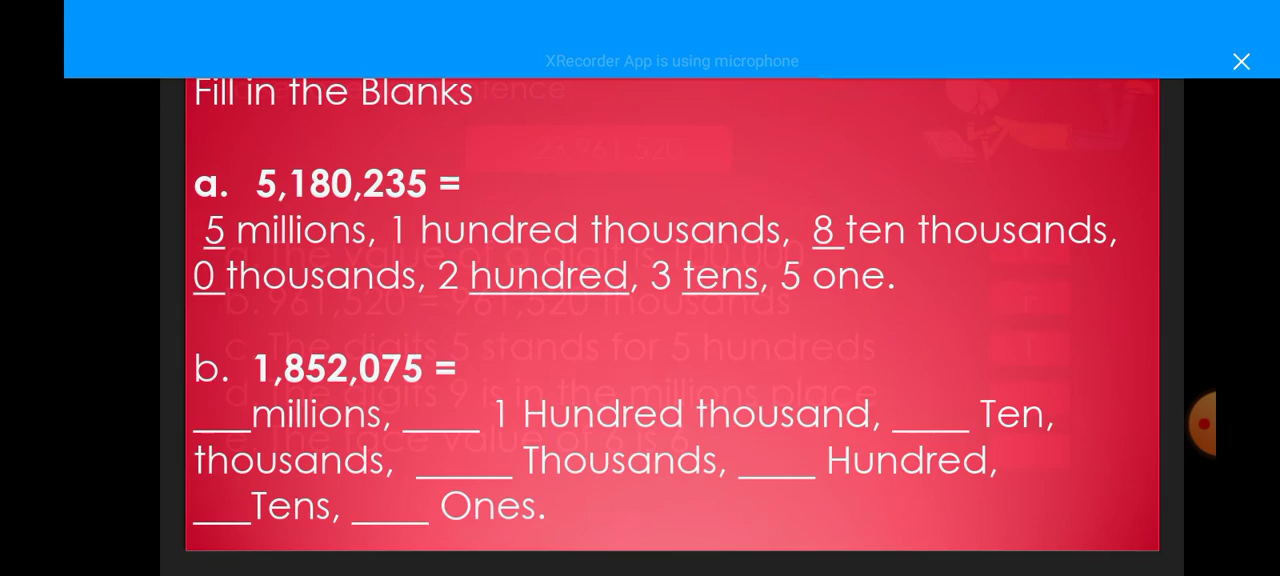 XRecorder App is using microphone
Fill in the Blanks
a. 5,180,235 =
5 millions, 1 hundred thousands, 8 ten thousands,
0 thousands, 2 hundred, 3 tens, 5 one.
b. 1,852,075 =
___millions, ____ 1 Hundred thousand, ____ Ten,
thousands, _____ Thousands, ____ Hundred,
___Tens, ____ Ones.